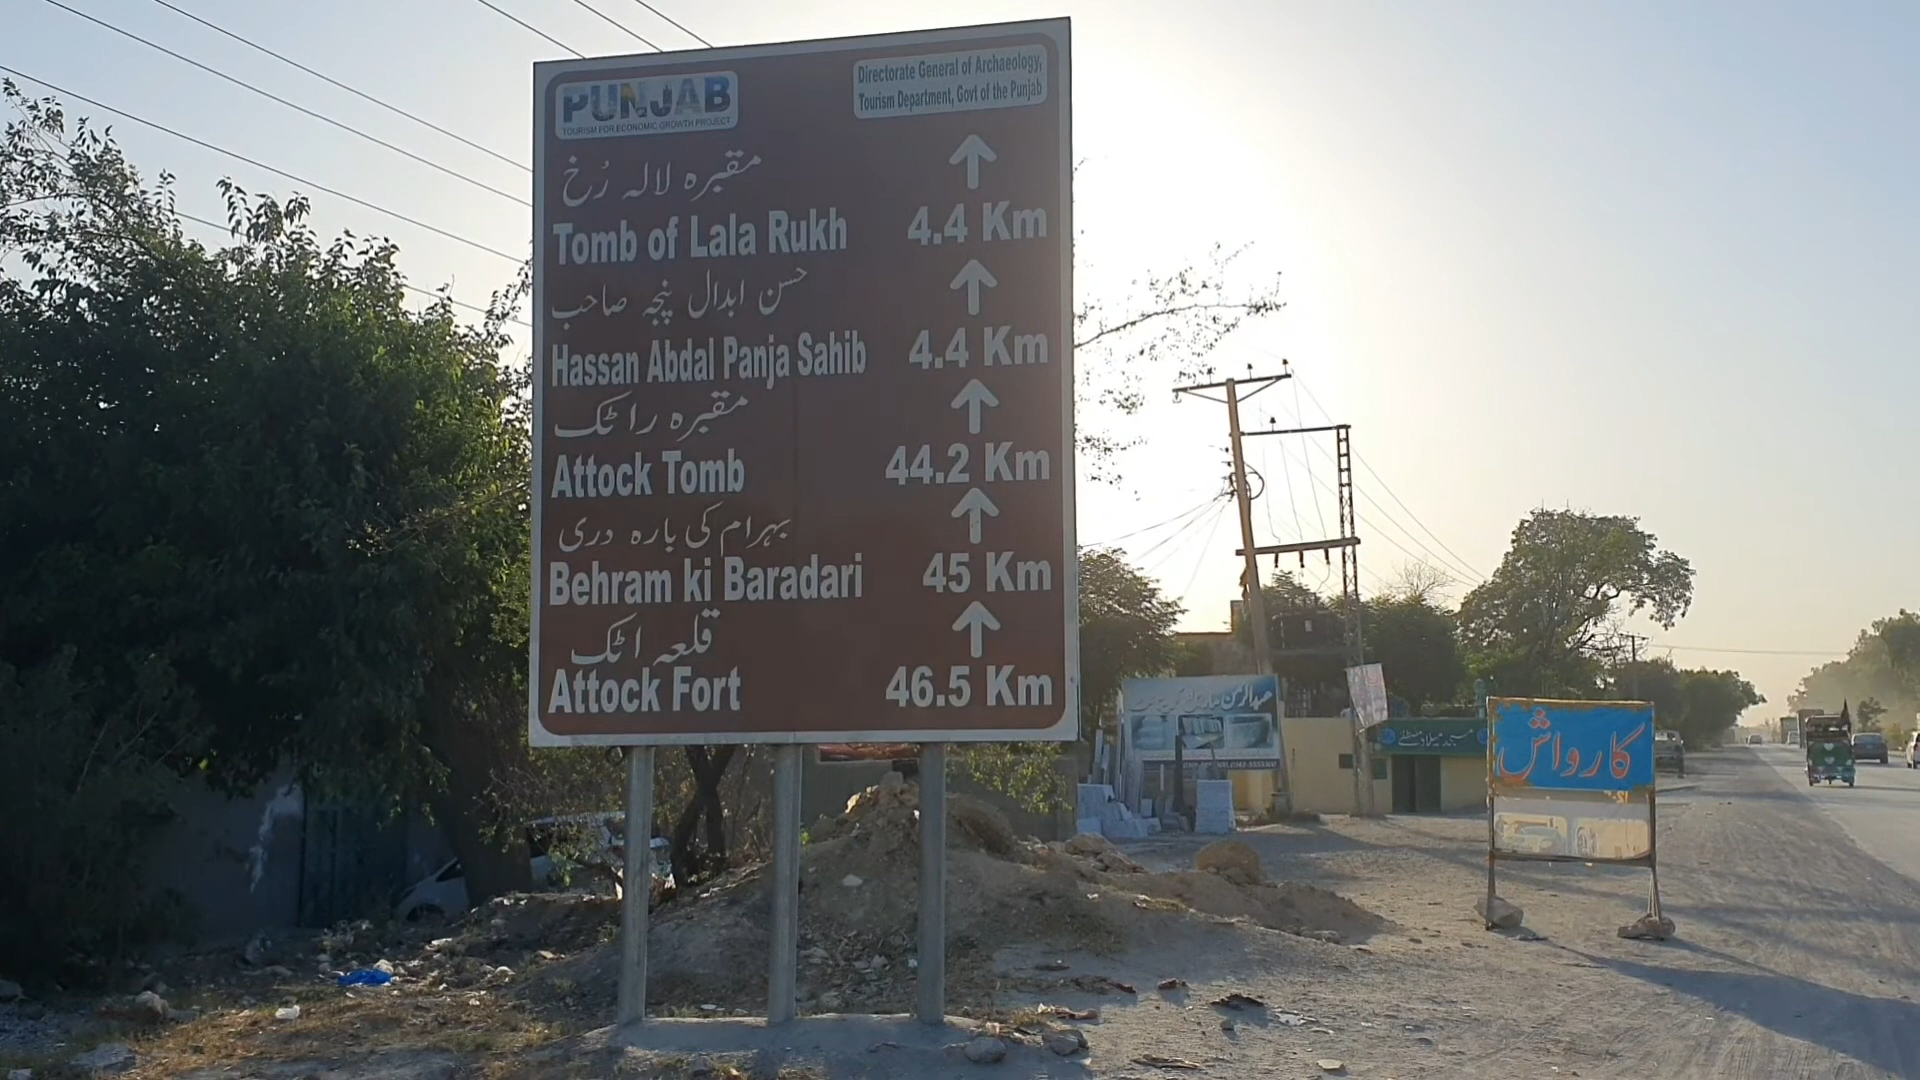 PUNJAB
TOURISM FOR ECONOMIC GROWTH PROJECT
Directorate General of Archaeology,
Tourism Department, Govt of the Punjab
مقبرہ لالہ رُخ
Tomb of Lala Rukh 4.4 Km
حسن ابدال پنجہ صاحب
Hassan Abdal Panja Sahib 4.4 Km
مقبرہ راٹک
Attock Tomb 44.2 Km
بہرام کی بارہ دری
Behram ki Baradari 45 Km
قلعہ اٹک
Attock Fort 46.5 Km
کار واش